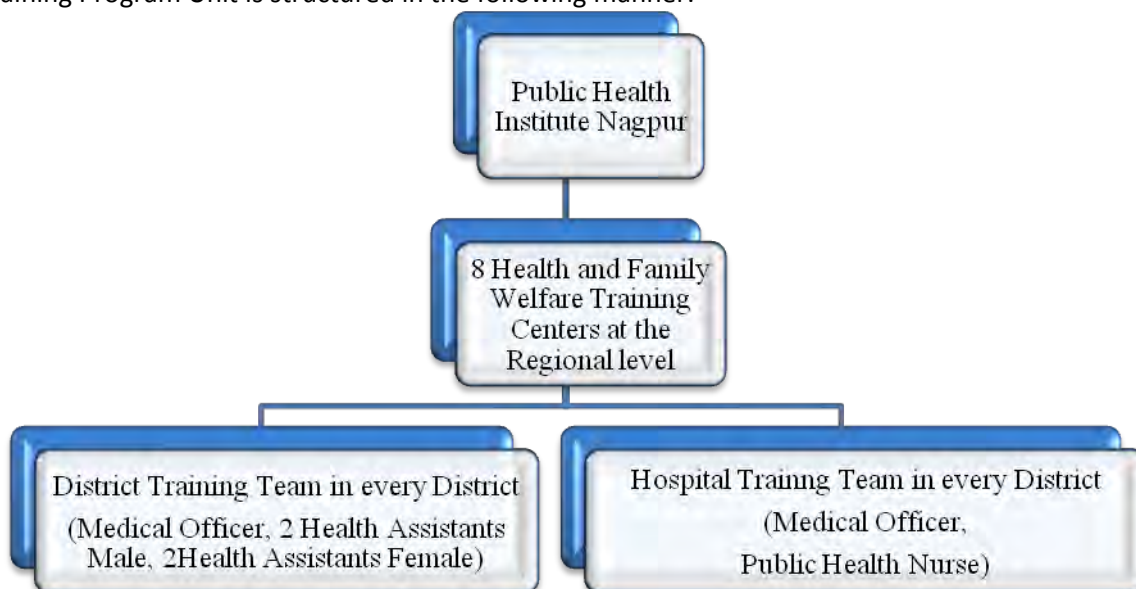 aining Program Unit is structured in the following manner:
Public Health
Institute Nagpur
8 Health and Family
Welfare Training
Centers at the
Regional level
District Training Team in every District
(Medical Officer, 2 Health Assistants
Male, 2Health Assistants Female)
Hospital Trainng Team in every District
(Medical Officer,
Public Health Nurse)